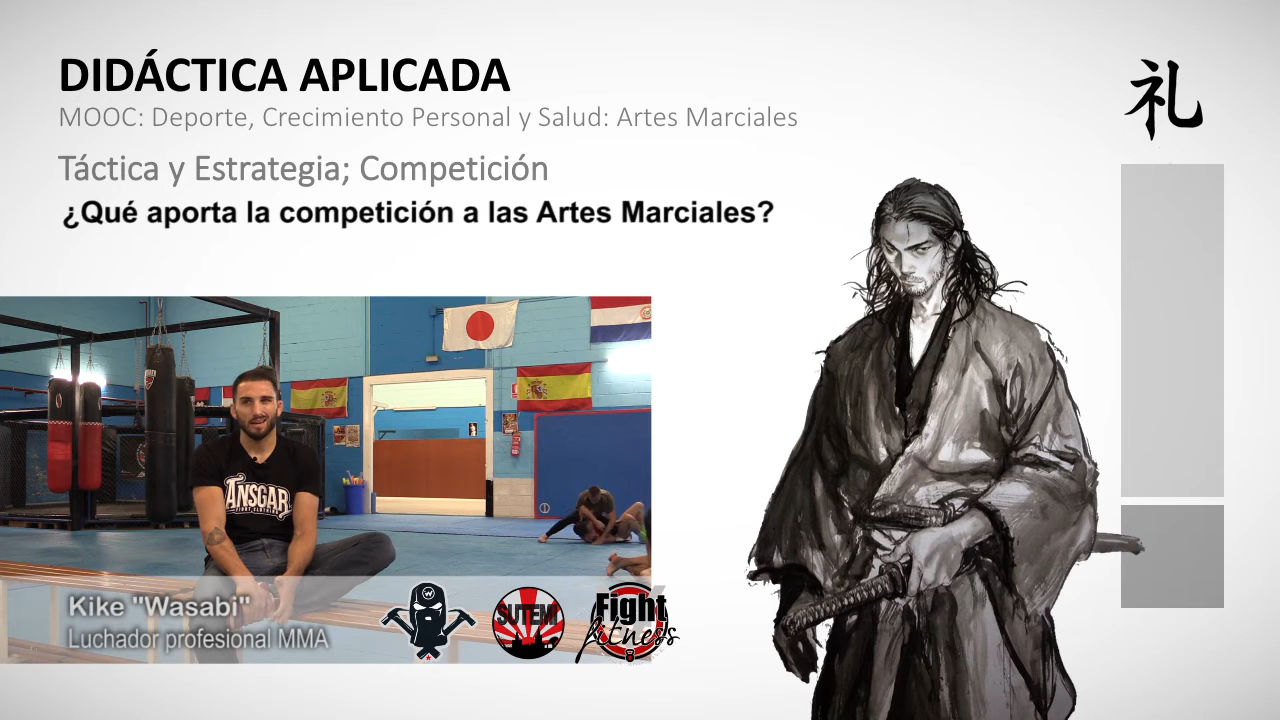 DIDÁCTICA APLICADA
MOOC: Deporte, Crecimiento Personal y Salud: Artes Marciales
礼
Táctica y Estrategia; Competición
¿Qué aporta la competición a las Artes Marciales?
ANSGAR
Kike "Wasabi"
Luchador profesional MMA
SUTEMI
Fight
fitness